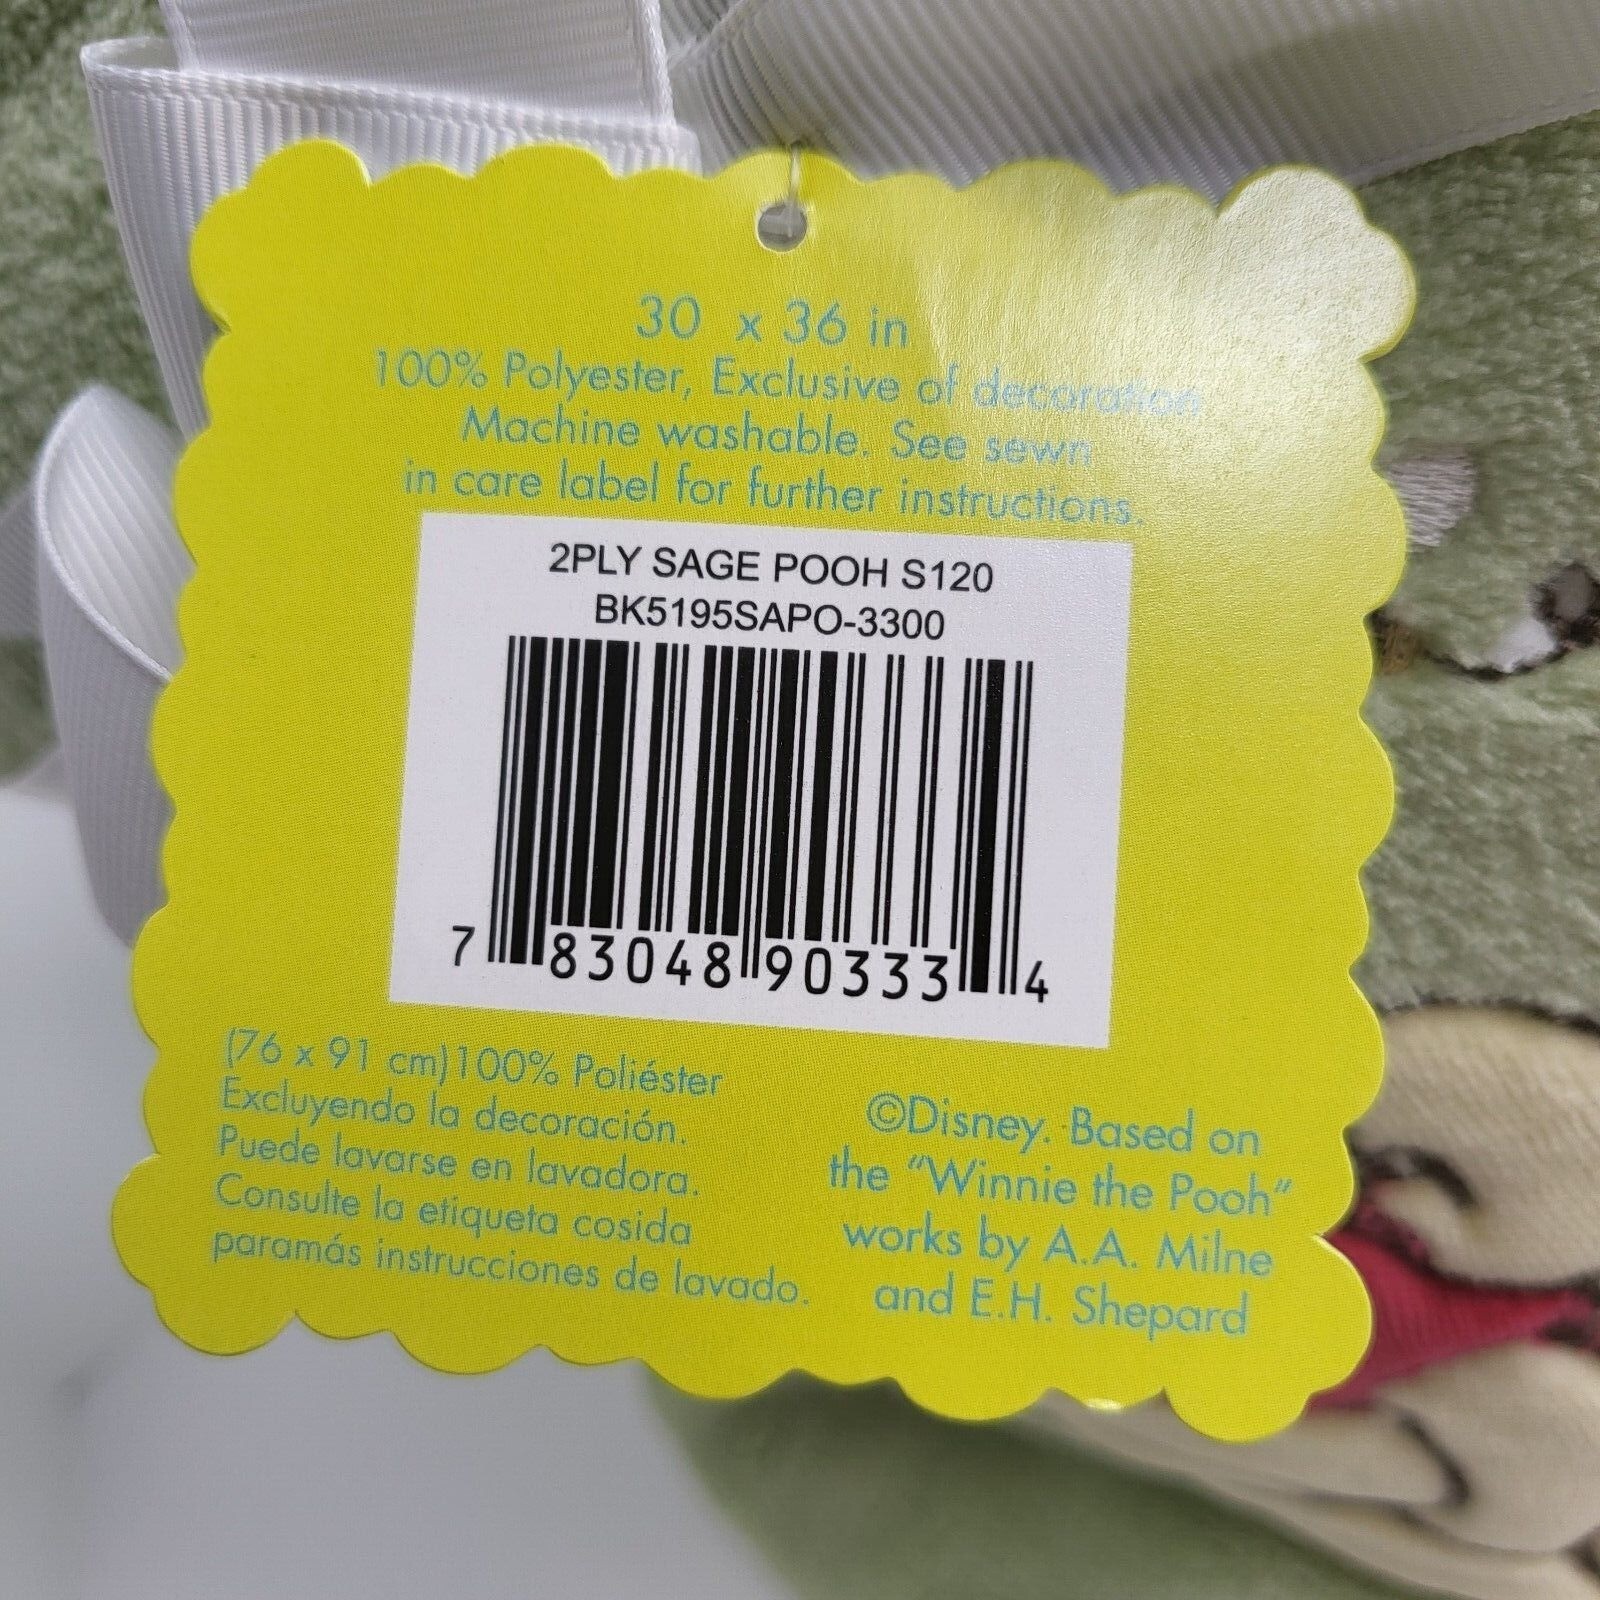 30 x 36 in
100% Polyester, Exclusive of decoration
Machine washable. See sewn
in care label for further instructions.
2PLY SAGE POOH S120
BK5195SAPO-3300
7 83048 90333 4
(76 x 91 cm)100% Poliéster
Excluyendo la decoración.
Puede lavarse en lavadora.
Consulte la etiqueta cosida
paramás instrucciones de lavado.
©Disney. Based on
the "Winnie the Pooh"
works by A.A. Milne
and E.H. Shepard